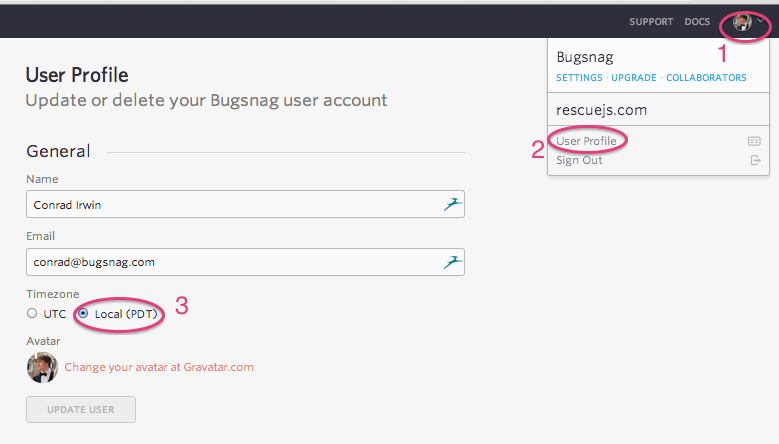 SUPPORT DOCS
1
Bugsnag
SETTINGS · UPGRADE · COLLABORATORS
rescuejs.com
2 User Profile
Sign Out
User Profile
Update or delete your Bugsnag user account
General
Name
Conrad Irwin
Email
conrad@bugsnag.com
Timezone
UTC Local (PDT) 3
Avatar
Change your avatar at Gravatar.com
UPDATE USER